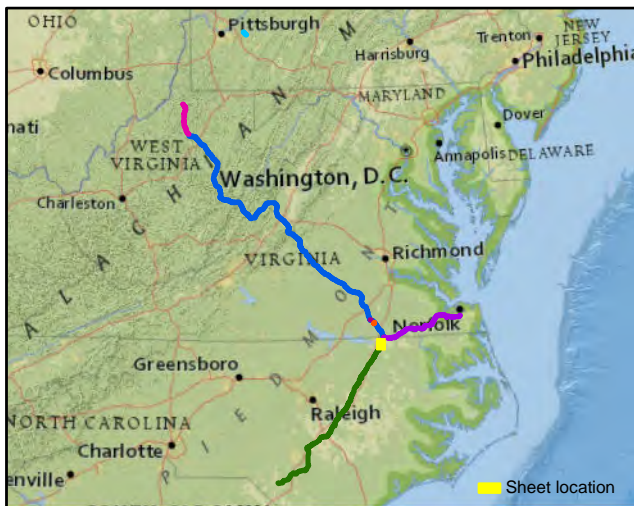 OHIO
Pittsburgh
NEW
JERSEY
Trenton
Harrisburg
Philadelphia
Columbus
MARYLAND
Dover
nati
WEST
VIRGINIA
Annapolis
DELAWARE
Washington, D.C.
Charleston
Richmond
VIRGINIA
A L A C H I A N M
P I E D M O N T
Norfolk
Greensboro
Raleigh
NORTH CAROLINA
Charlotte
enville
Sheet location